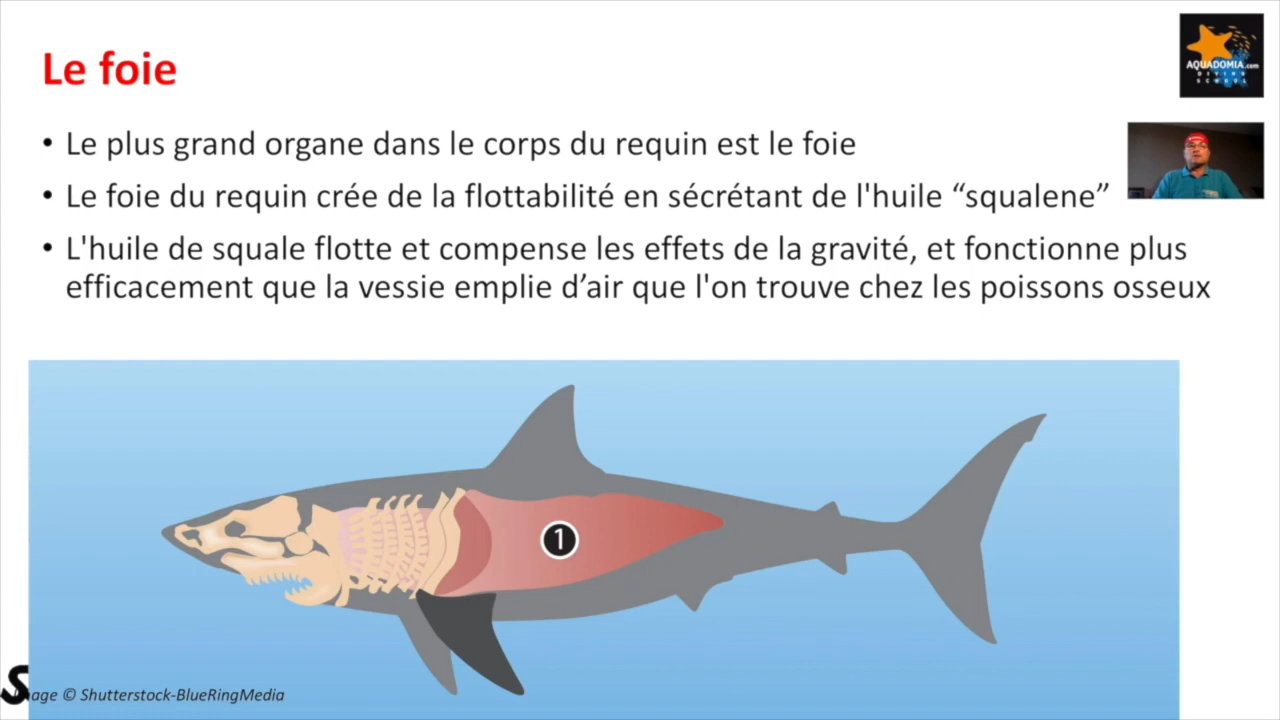 Le foie
AQUADOMIA.com
DIVING
SCHOOL
• Le plus grand organe dans le corps du requin est le foie
• Le foie du requin crée de la flottabilité en sécrétant de l'huile “squalene”
• L'huile de squale flotte et compense les effets de la gravité, et fonctionne plus
efficacement que la vessie emplie d’air que l'on trouve chez les poissons osseux
1
S
Image © Shutterstock-BlueRingMedia